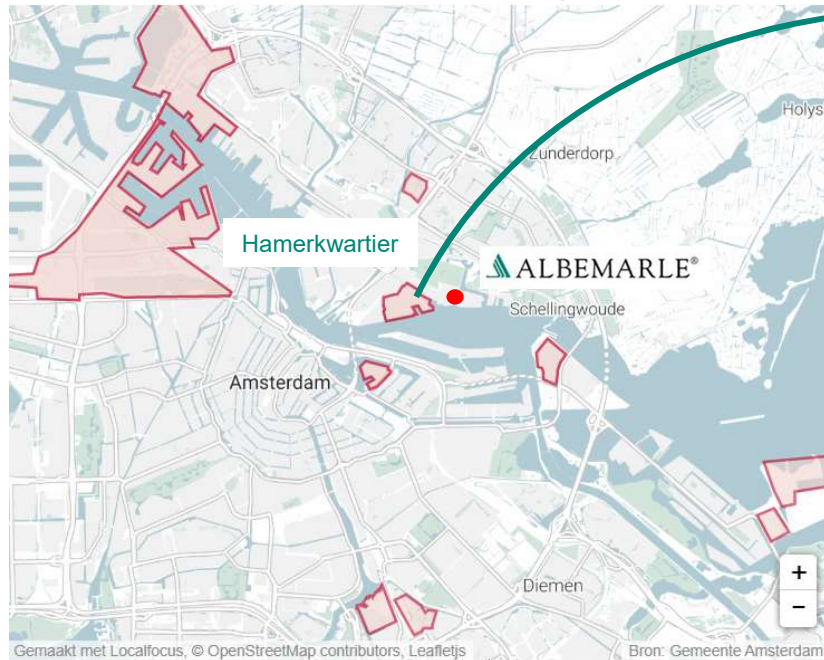 Holys
Zunderdorp
Hamerkwartier
ALBEMARLE®
Schellingwoude
Amsterdam
Diemen
+
−
Gemaakt met Localfocus, © OpenStreetMap contributors, Leafletjs
Bron: Gemeente Amsterdam